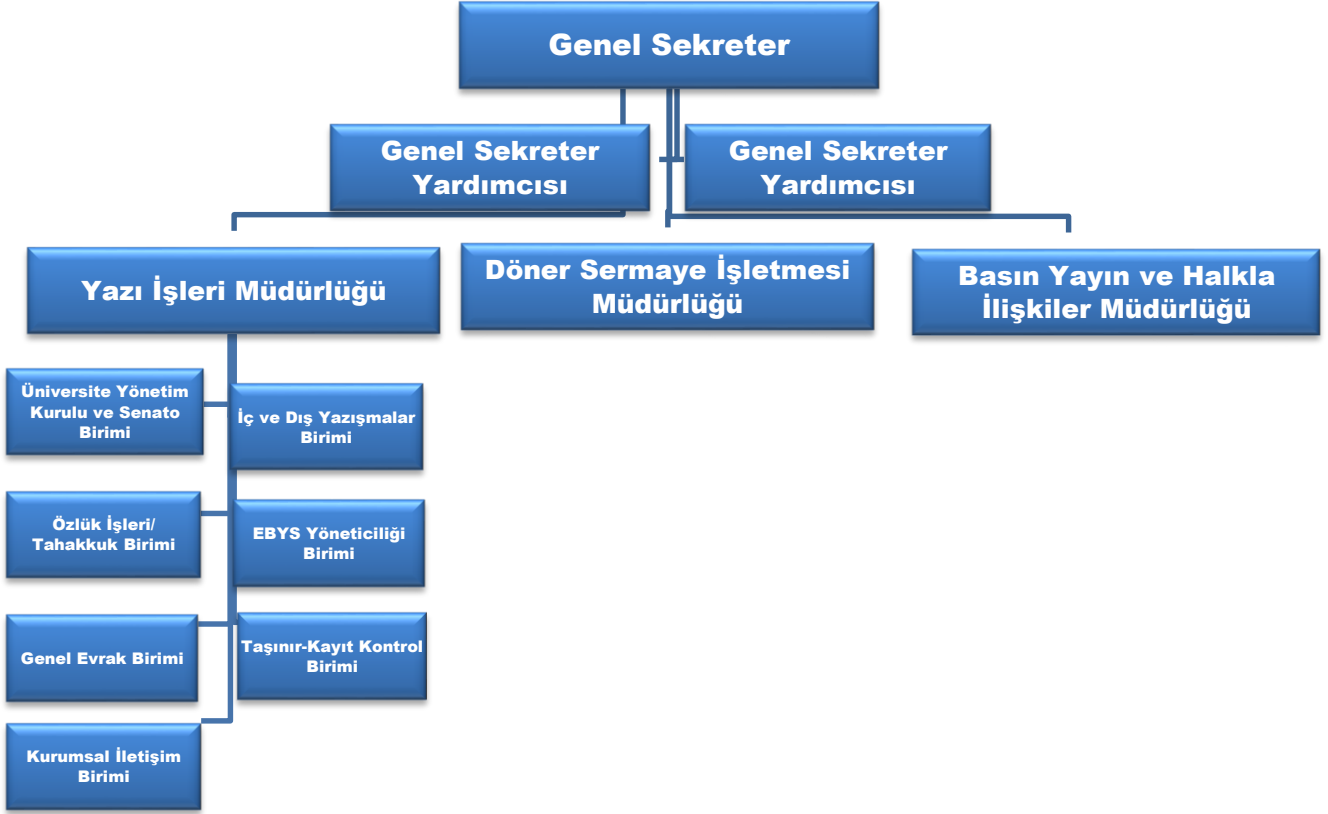 Genel Sekreter
Genel Sekreter
Yardımcısı
Genel Sekreter
Yardımcısı
Yazı İşleri Müdürlüğü
Döner Sermaye İşletmesi
Müdürlüğü
Basın Yayın ve Halkla
İlişkiler Müdürlüğü
Üniversite Yönetim
Kurulu ve Senato
Birimi
İç ve Dış Yazışmalar
Birimi
Özlük İşleri/
Tahakkuk Birimi
EBYS Yöneticiliği
Birimi
Genel Evrak Birimi
Taşınır-Kayıt Kontrol
Birimi
Kurumsal İletişim
Birimi